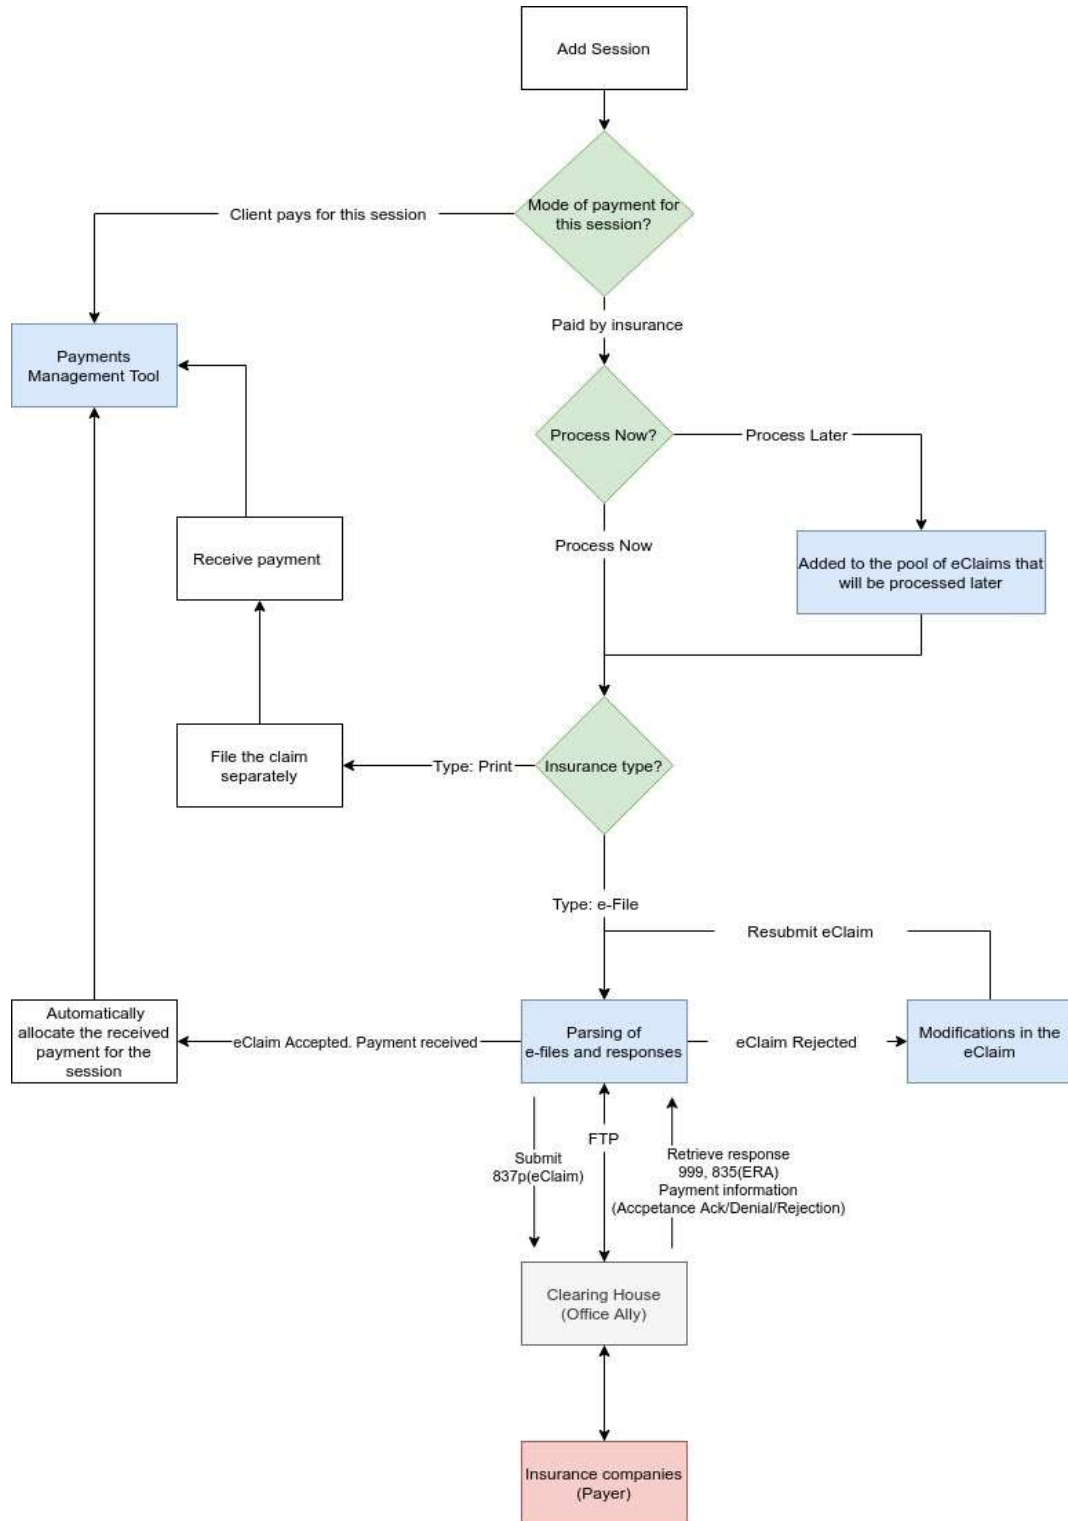 Add Session
Mode of payment for
this session?
Client pays for this session
Paid by insurance
Payments
Management Tool
Process Now?
Process Later
Process Now
Receive payment
Added to the pool of eClaims that
will be processed later
File the claim
separately
Type: Print
Insurance type?
Type: e-File
Resubmit eClaim
Automatically
allocate the received
payment for the
session
eClaim Accepted. Payment received
Parsing of
e-files and responses
eClaim Rejected
Modifications in the
eClaim
Submit
837p(eClaim)
FTP
Retrieve response
999, 835(ERA)
Payment information
(Accpetance Ack/Denial/Rejection)
Clearing House
(Office Ally)
Insurance companies
(Payer)